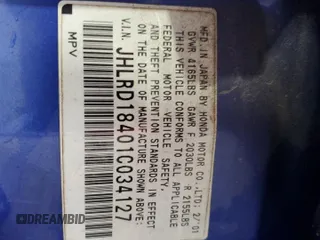 MFD. IN JAPAN BY HONDA MOTOR CO.,LTD: 2/'01
GVWR 4165LBS GAWR F 2030LBS R 2155LBS
THIS VEHICLE CONFORMS TO ALL APPLICABLE
FEDERAL MOTOR VEHICLE SAFETY
AND THEFT PREVENTION STANDARDS IN EFFECT
ON THE DATE OF MANUFACTURE SHOWN ABOVE:
V.I.N. JHLRD18401C034127
MPV
DREAMBID